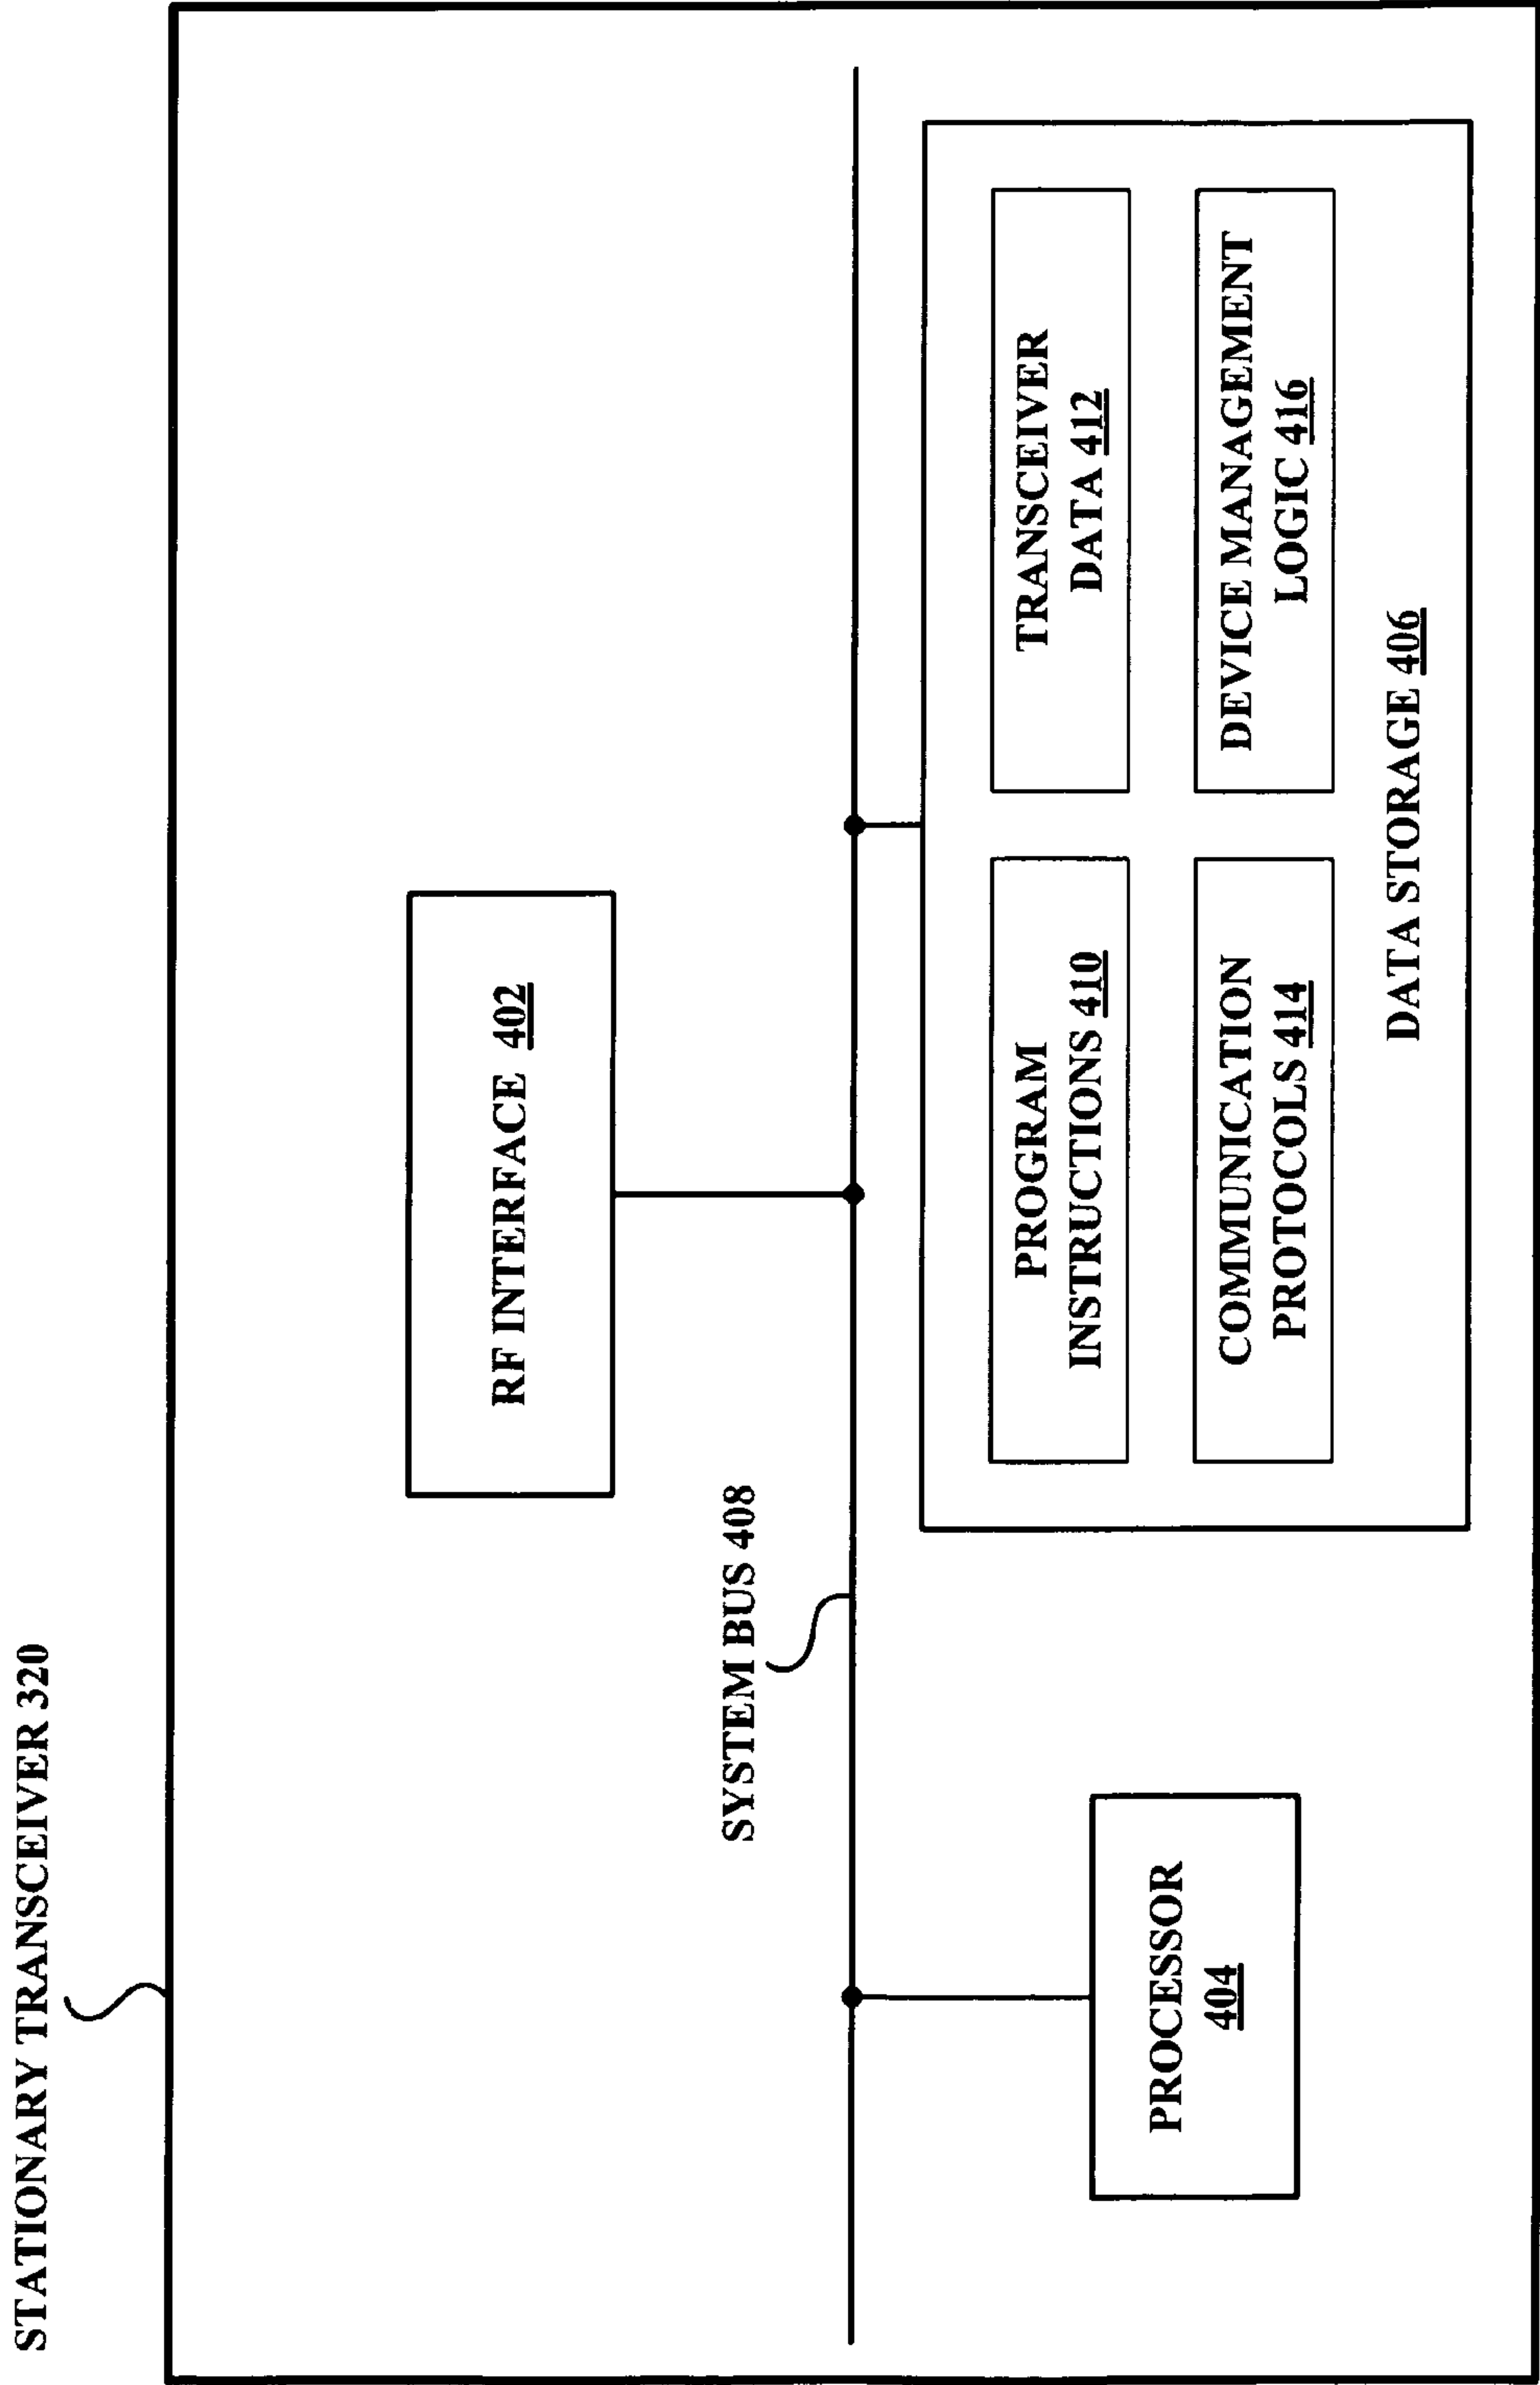 STATIONARY TRANSCEIVER 320
RF INTERFACE 402
SYSTEM BUS 408
PROCESSOR
404
PROGRAM
INSTRUCTIONS 410
TRANSCEIVER
DATA 412
COMMUNICATION
PROTOCOLS 414
DEVICE MANAGEMENT
LOGIC 416
DATA STORAGE 406